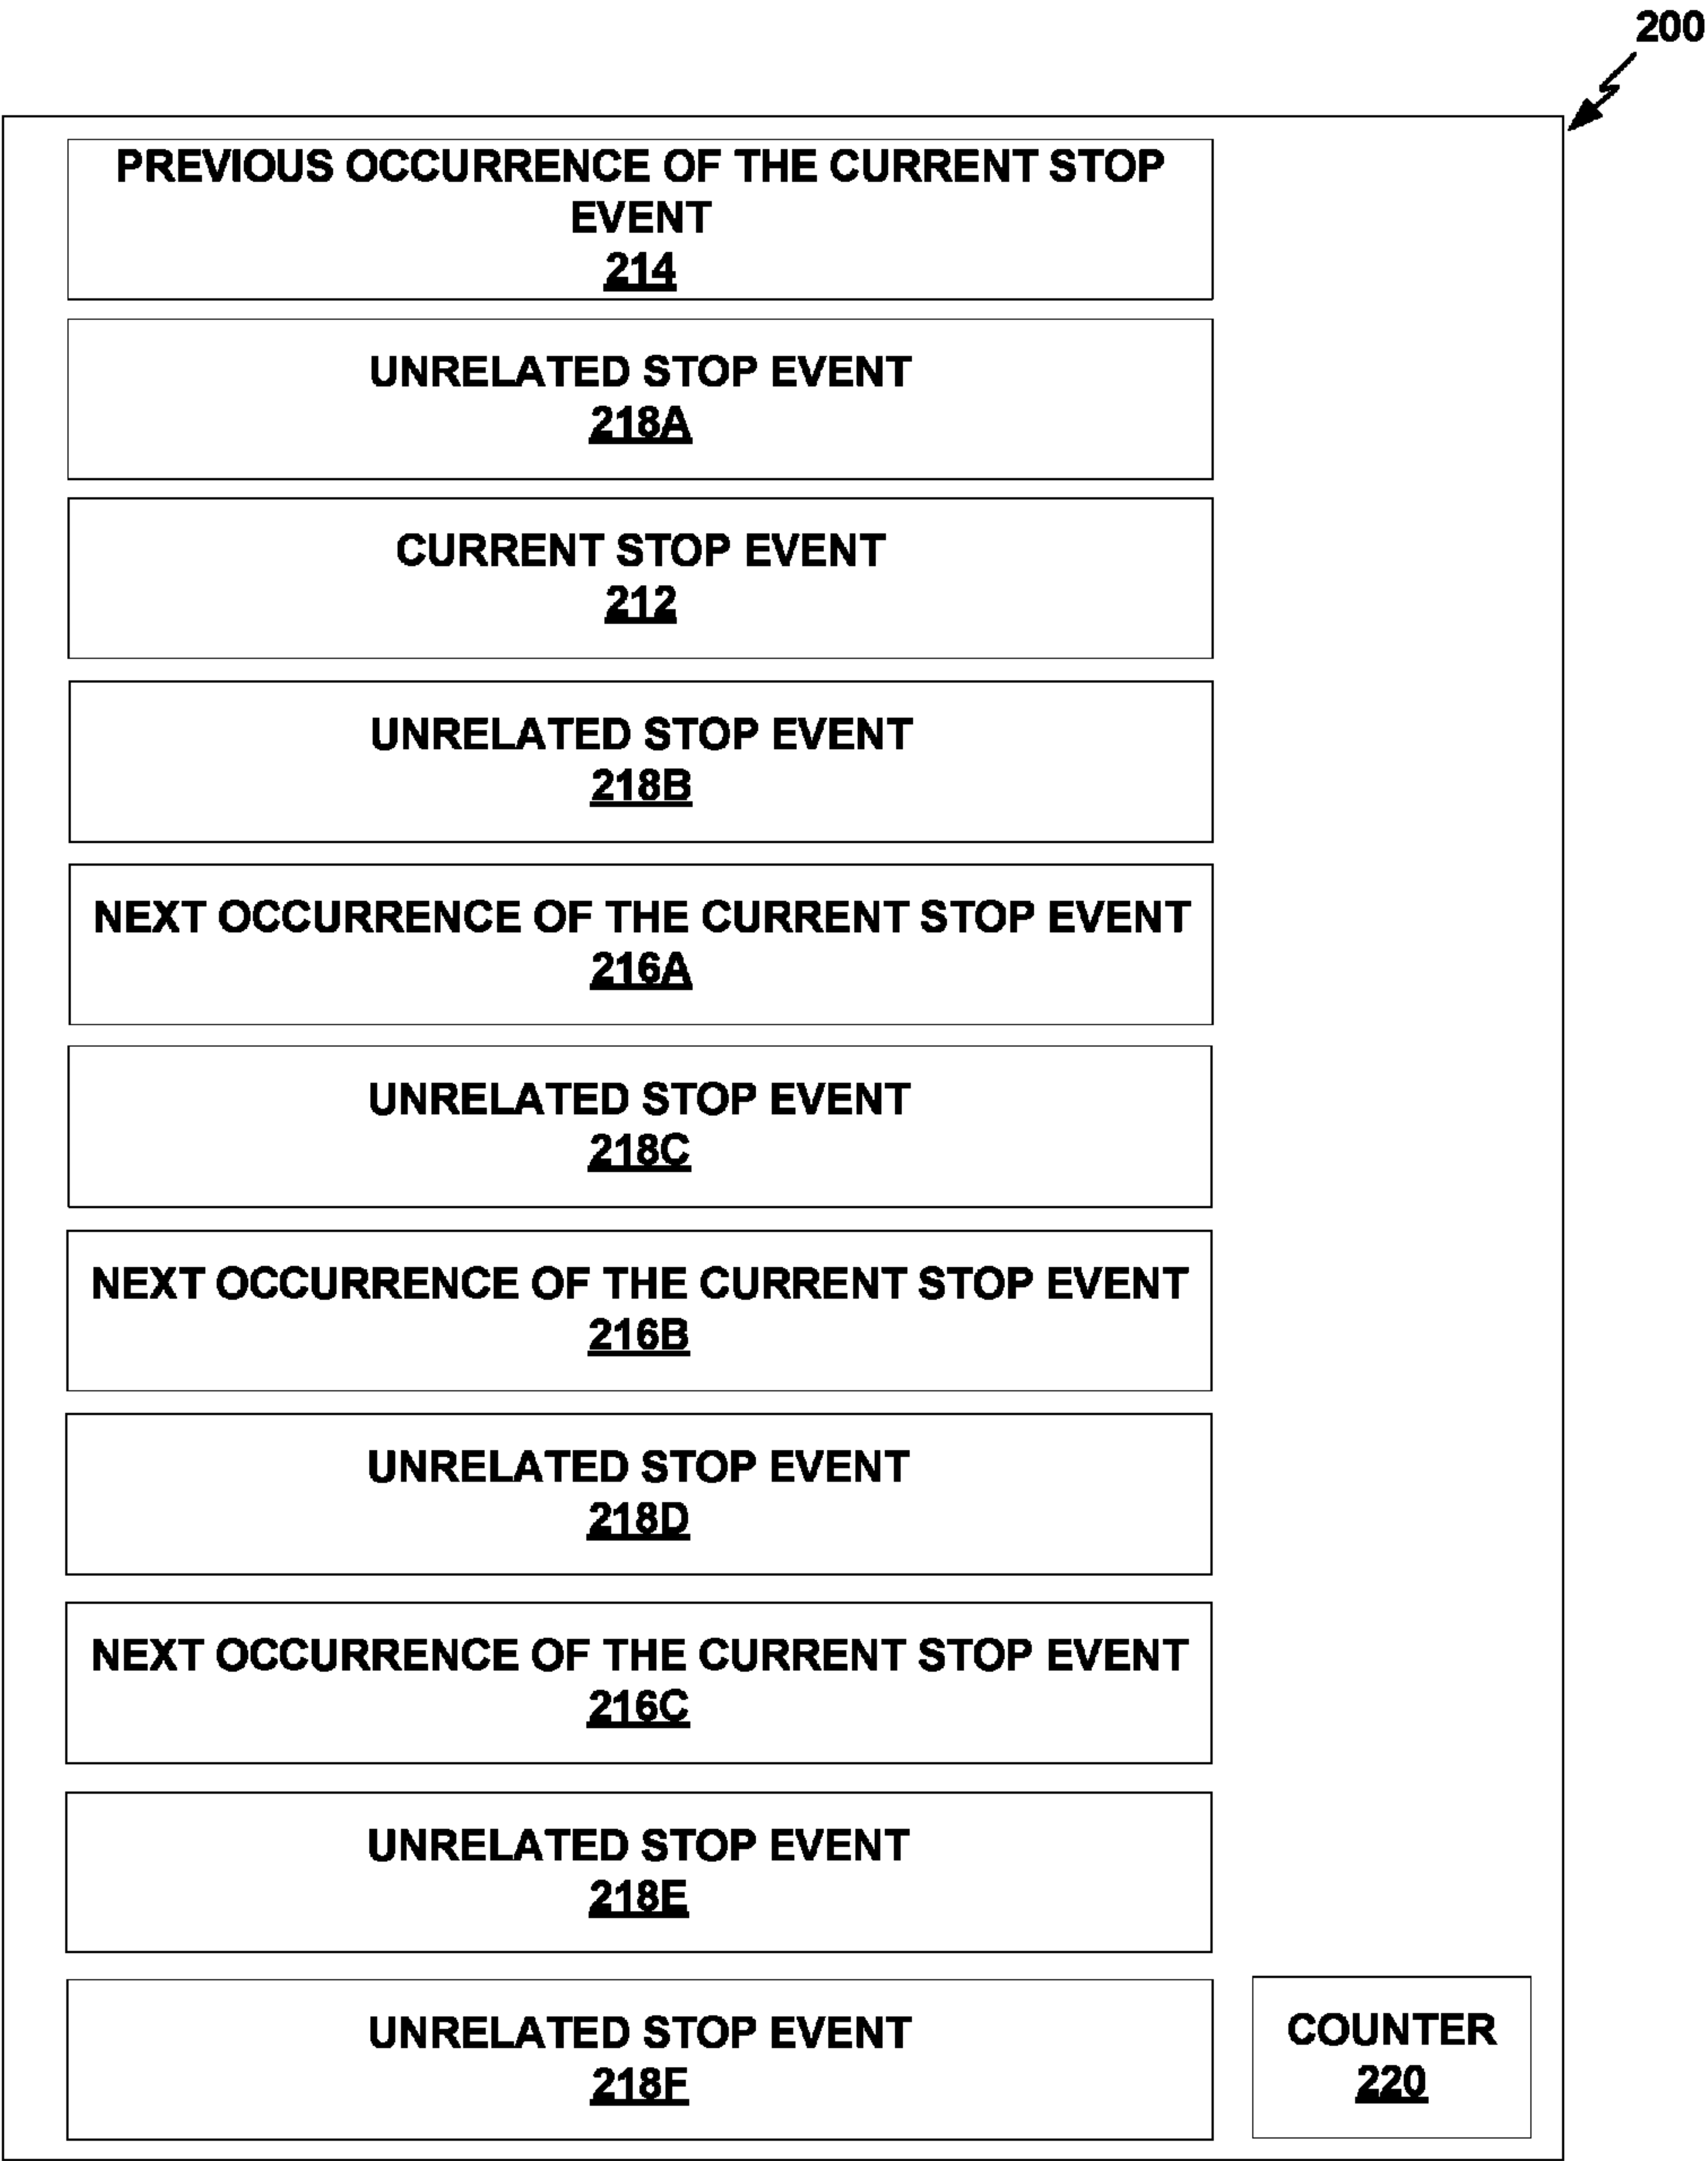 200
PREVIOUS OCCURRENCE OF THE CURRENT STOP
EVENT
214
UNRELATED STOP EVENT
218A
CURRENT STOP EVENT
212
UNRELATED STOP EVENT
218B
NEXT OCCURRENCE OF THE CURRENT STOP EVENT
216A
UNRELATED STOP EVENT
218C
NEXT OCCURRENCE OF THE CURRENT STOP EVENT
216B
UNRELATED STOP EVENT
218D
NEXT OCCURRENCE OF THE CURRENT STOP EVENT
216C
UNRELATED STOP EVENT
218E
UNRELATED STOP EVENT
218F
COUNTER
220